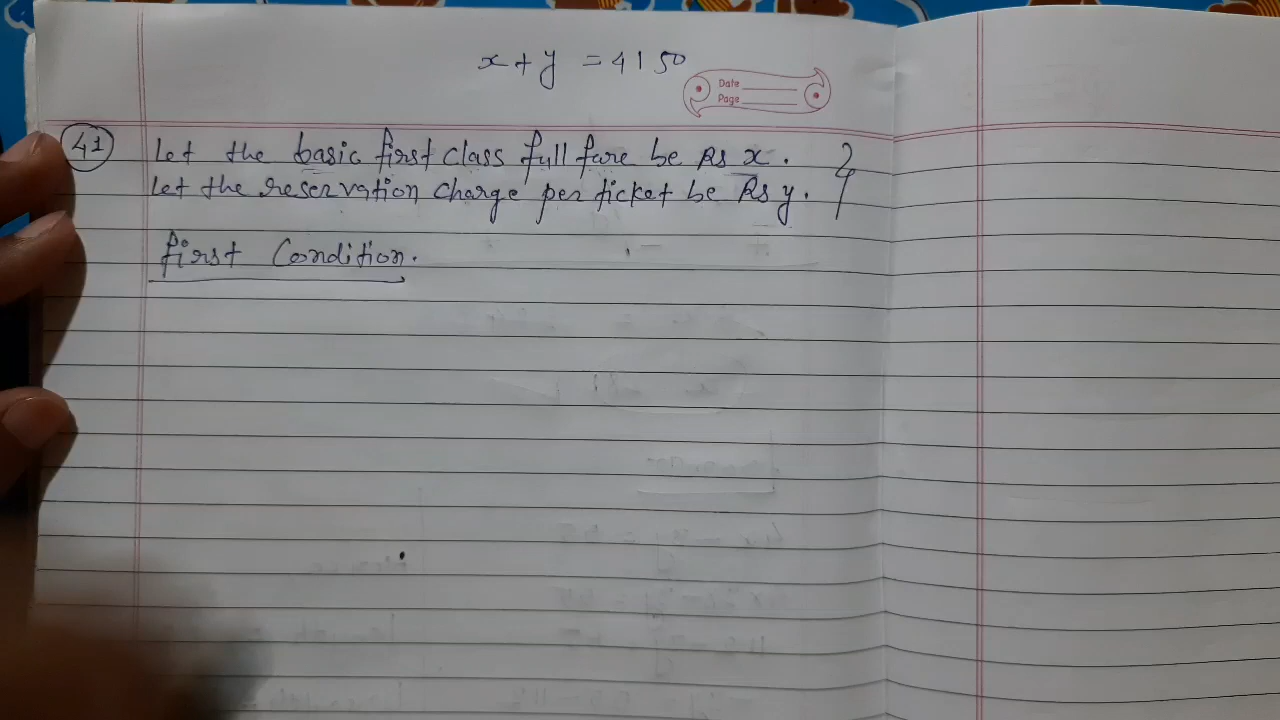 x + y = 4150
Date
Page
41
Let the basic first class full fare be Rs x.
Let the reservation charge per ticket be Rs y.
first Condition.